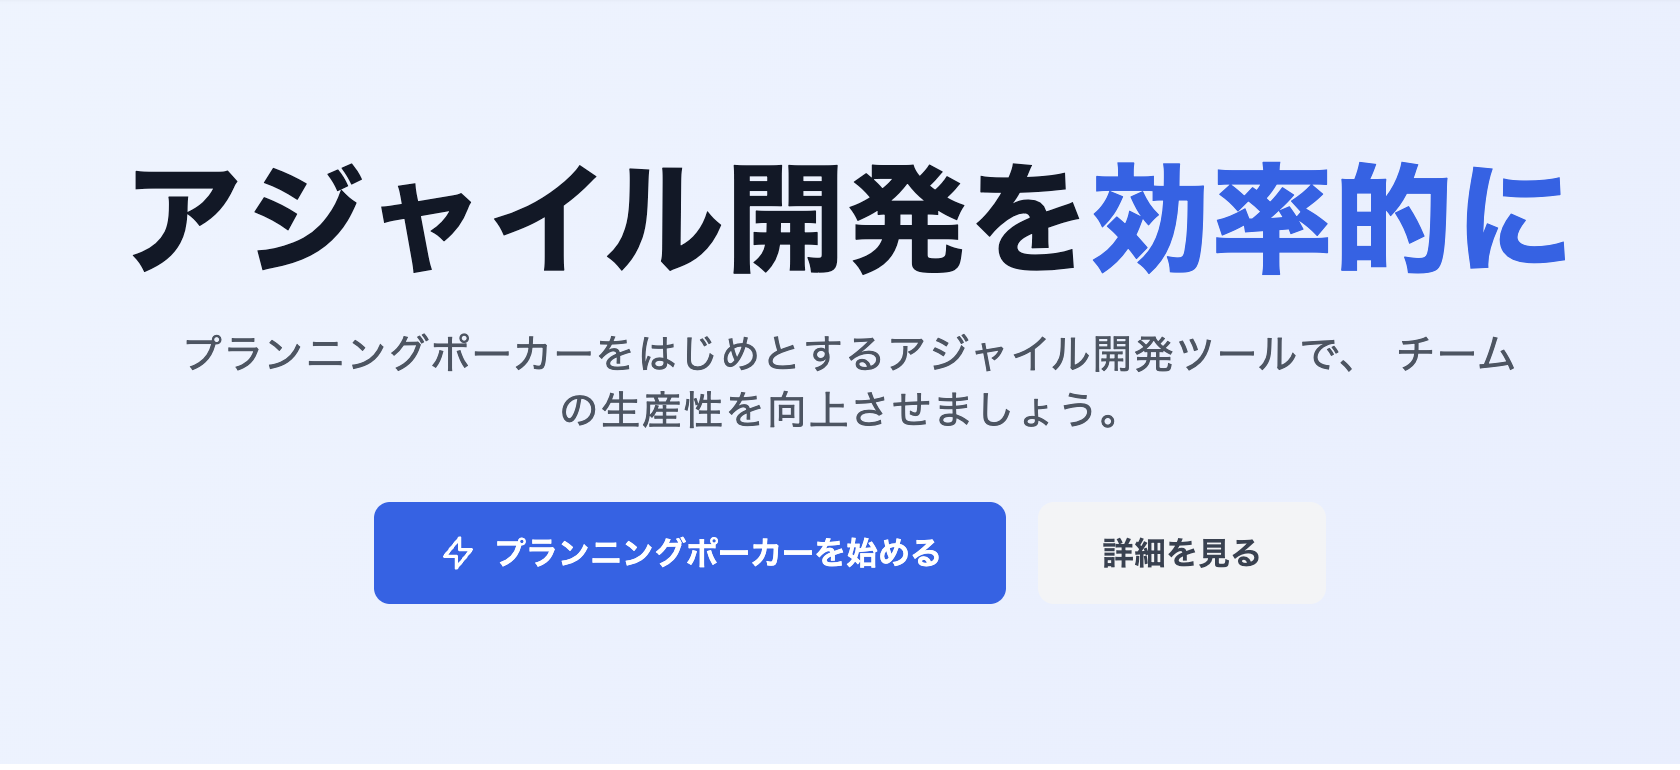 アジャイル開発を効率的に
プランニングポーカーをはじめとするアジャイル開発ツールで、 チーム
の生産性を向上させましょう。
プランニングポーカーを始める
詳細を見る